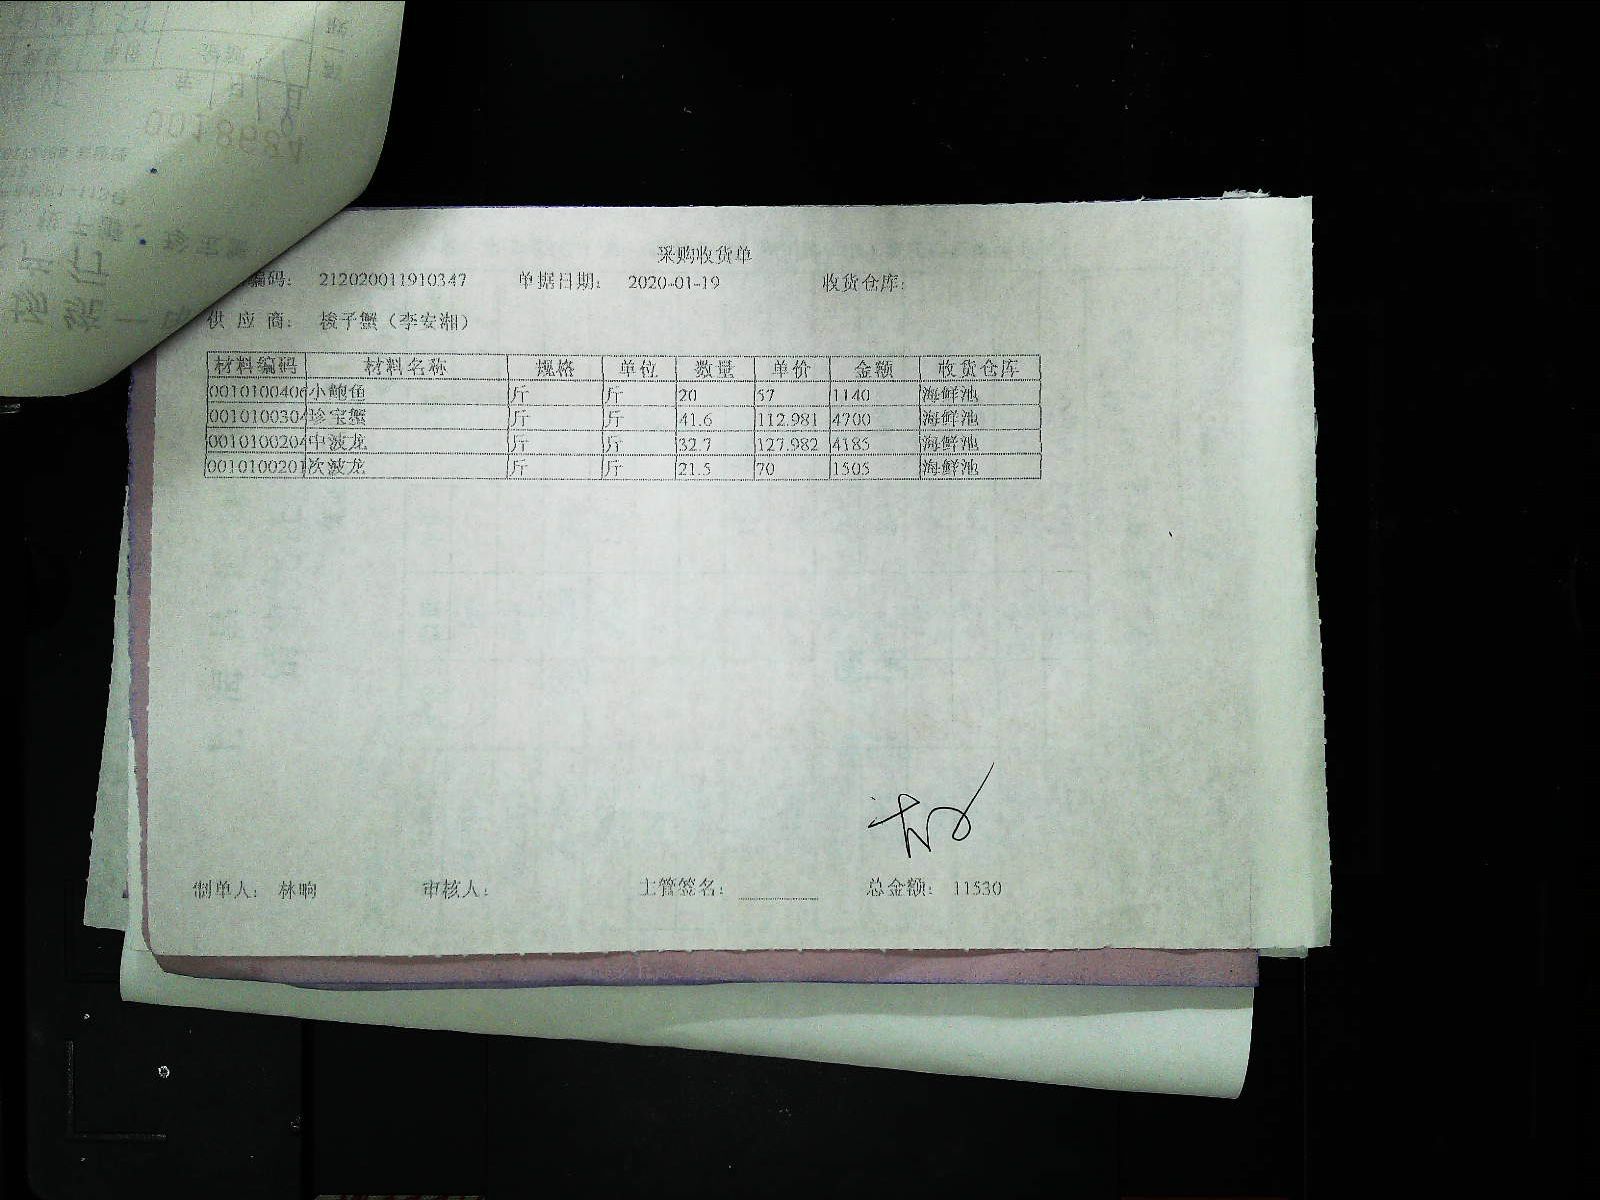 采购收货单
编码: 212020011910347 单据日期: 2020-01-19 收货仓库:
供 应 商: 梭子蟹（李安湘）
材料编码 材料名称 规格 单位 数量 单价 金额 收货仓库
0010100406 小鲍鱼 斤 斤 20 57 1140 海鲜池
001010030 珍宝蟹 斤 斤 41.6 112.981 4700 海鲜池
001010020 中波龙 斤 斤 32.7 127.982 4185 海鲜池
001010020 次波龙 斤 斤 21.5 70 1505 海鲜池
制单人: 林响 审核人: 主管签名: 总金额: 11530